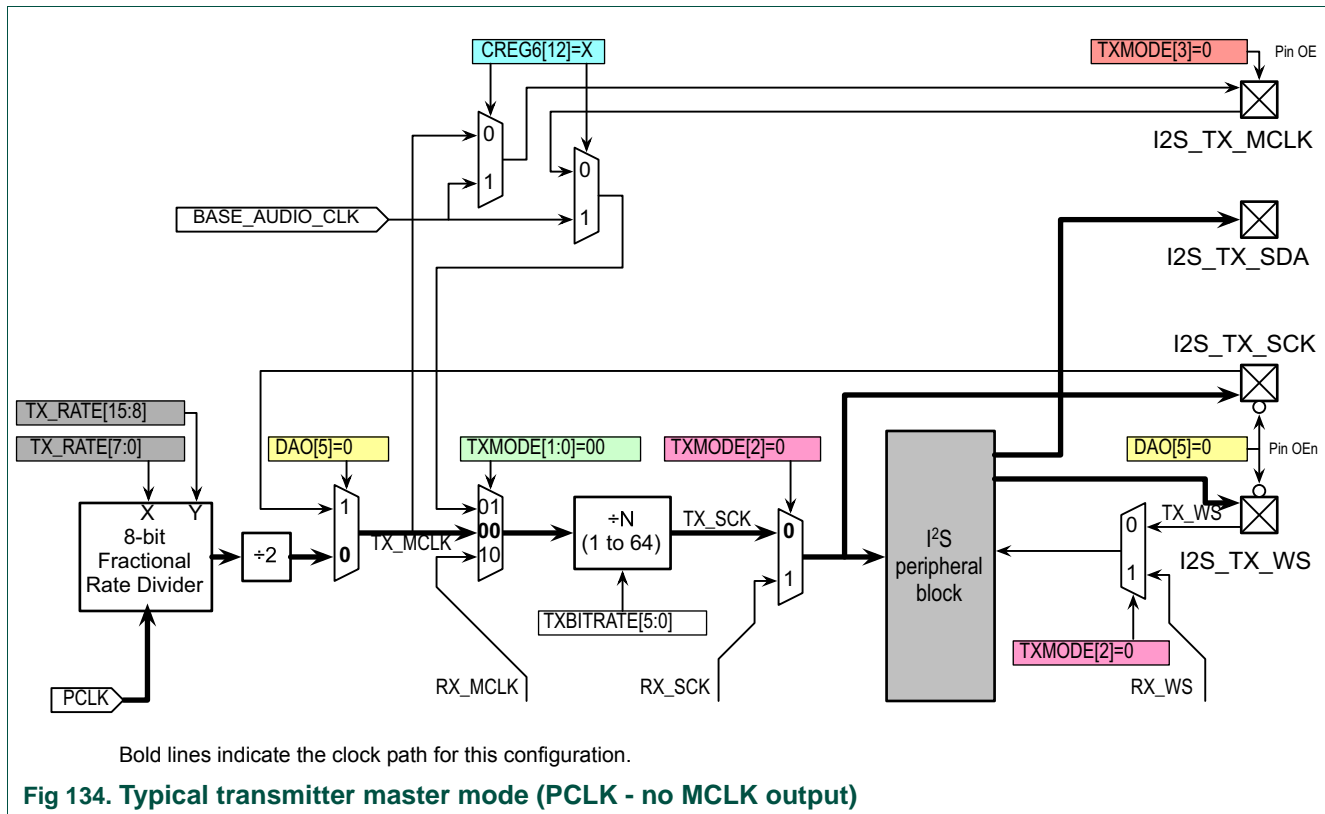 CREG6[12]=X
TXMODE[3]=0
Pin OE
0
1
0
1
I2S_TX_MCLK
BASE_AUDIO_CLK
I2S_TX_SDA
I2S_TX_SCK
TX_RATE[15:8]
TX_RATE[7:0]
DAO[5]=0
TXMODE[1:0]=00
TXMODE[2]=0
DAO[5]=0
Pin OEn
X Y
8-bit
Fractional
Rate Divider
÷2
1
0
TX_MCLK
01
00
10
÷N
(1 to 64)
TX_SCK
0
1
I²S
peripheral
block
TX_WS
0
1
I2S_TX_WS
TXBITRATE[5:0]
TXMODE[2]=0
PCLK
RX_MCLK
RX_SCK
RX_WS
Bold lines indicate the clock path for this configuration.
Fig 134. Typical transmitter master mode (PCLK - no MCLK output)